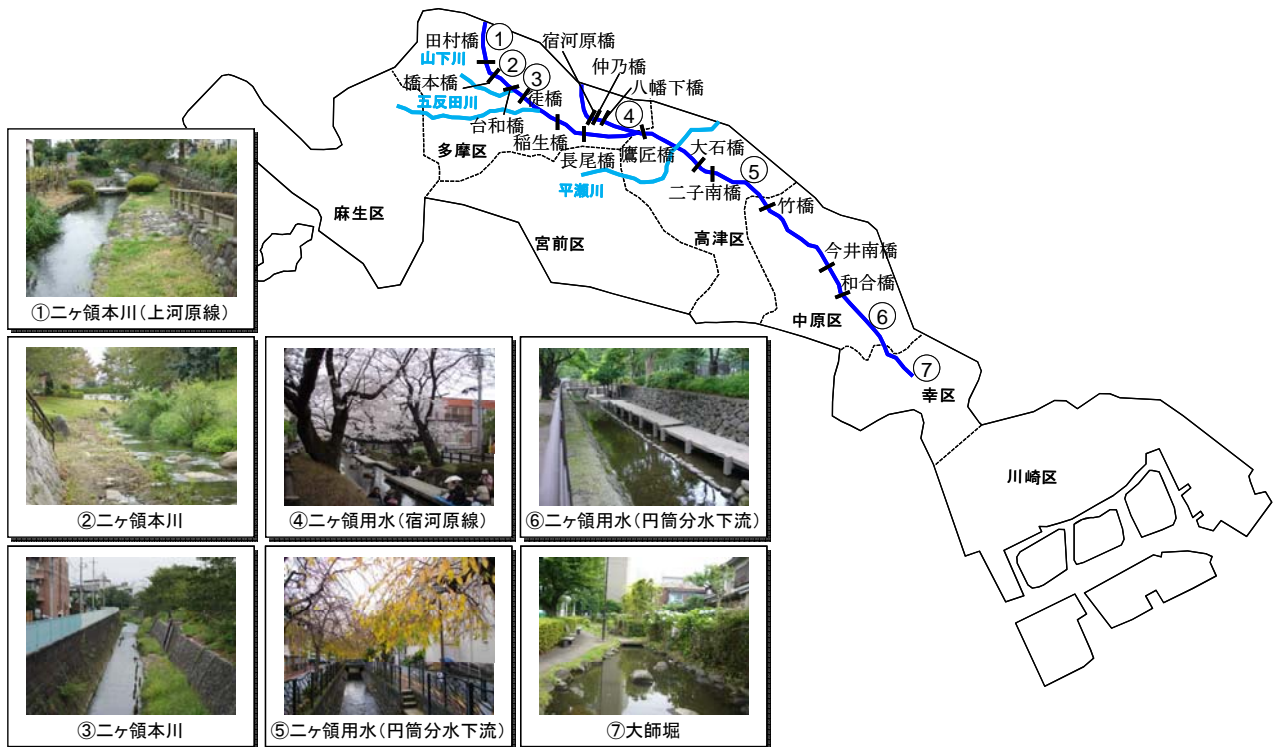 田村橋
①
宿河原橋
山下川
②
仲乃橋
橋本橋
③
八幡下橋
五反田川
徒橋
④
台和橋
稲生橋
多摩区
長尾橋
鷹匠橋
大石橋
⑤
平瀬川
二子南橋
竹橋
麻生区
宮前区
高津区
今井南橋
和合橋
中原区
⑥
⑦
幸区
川崎区
①二ヶ領本川(上河原線)
②二ヶ領本川
④二ヶ領用水(宿河原線)
⑥二ヶ領用水(円筒分水下流)
③二ヶ領本川
⑤二ヶ領用水(円筒分水下流)
⑦大師堀